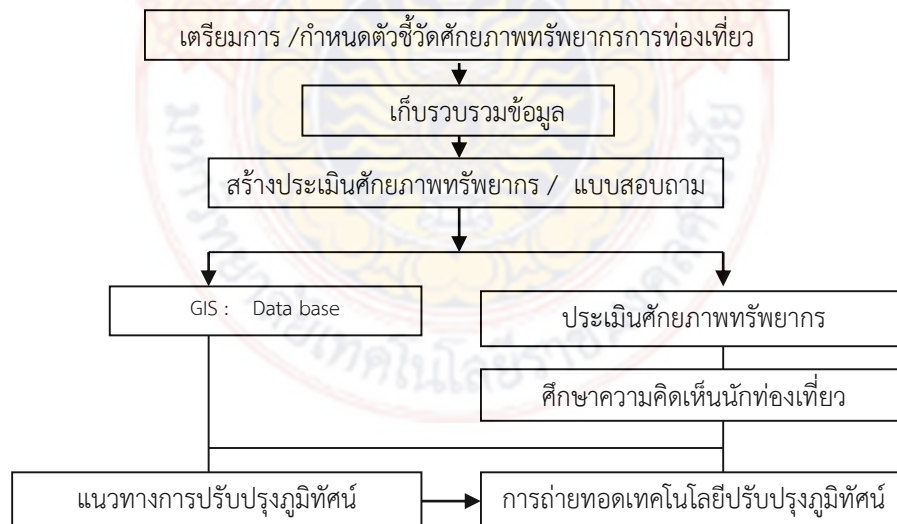 เตรียมการ /กำหนดตัวชี้วัดศักยภาพทรัพยากรการท่องเที่ยว
เก็บรวบรวมข้อมูล
สร้างประเมินศักยภาพทรัพยากร / แบบสอบถาม
GIS : Data base
ประเมินศักยภาพทรัพยากร
ศึกษาความคิดเห็นนักท่องเที่ยว
แนวทางการปรับปรุงภูมิทัศน์
การถ่ายทอดเทคโนโลยีปรับปรุงภูมิทัศน์